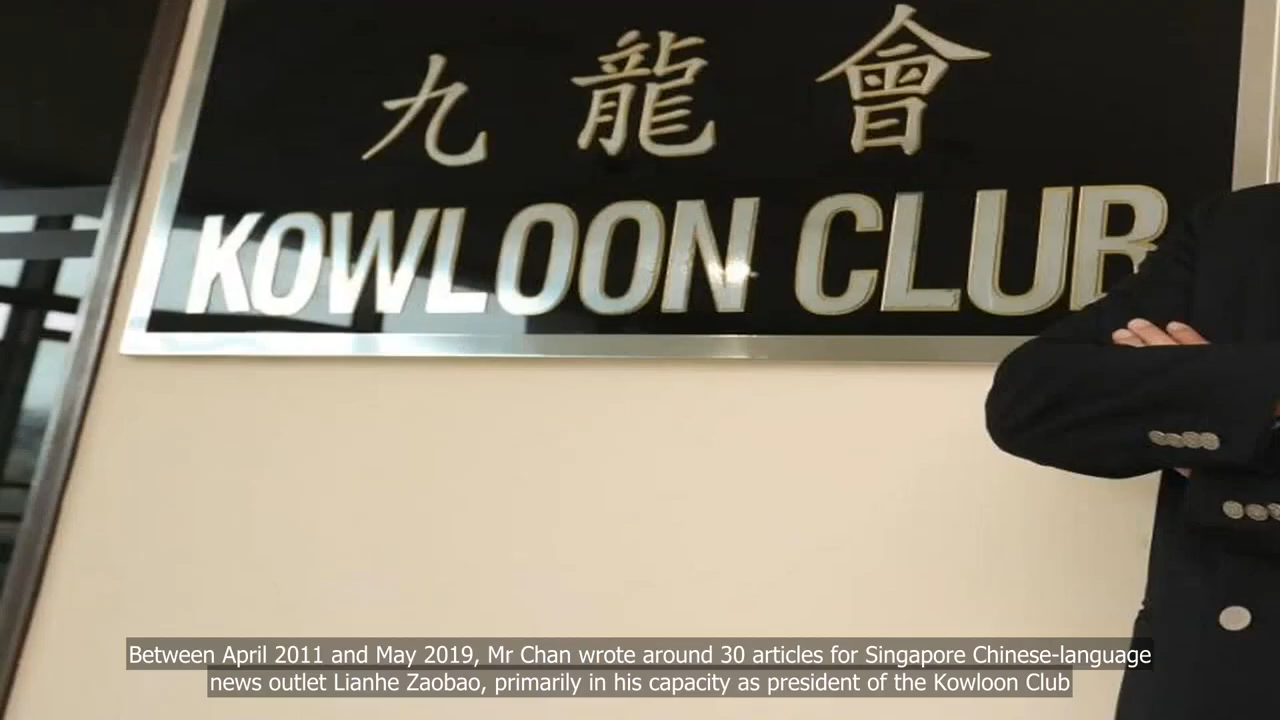 九龍會
KOWLOON CLUB
Between April 2011 and May 2019, Mr Chan wrote around 30 articles for Singapore Chinese-language
news outlet Lianhe Zaobao, primarily in his capacity as president of the Kowloon Club